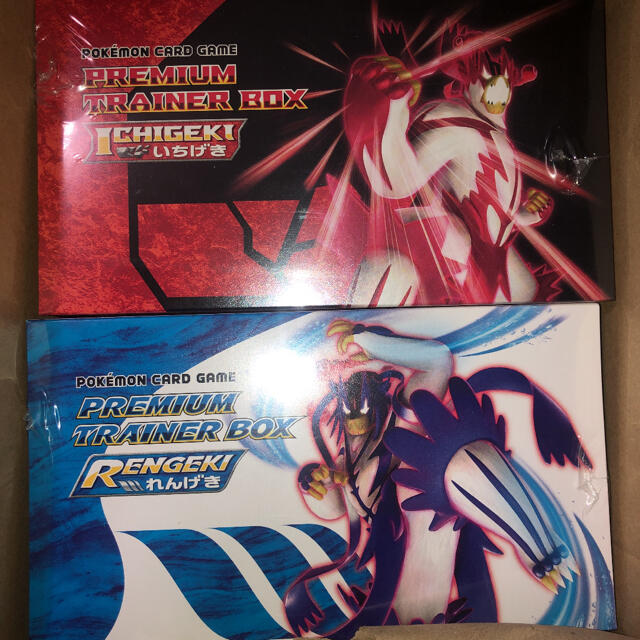 POKÉMON CARD GAME
PREMIUM
TRAINER BOX
ICHIGEKI
いちげき
POKÉMON CARD GAME
PREMIUM
TRAINER BOX
RENGEKI
れんげき